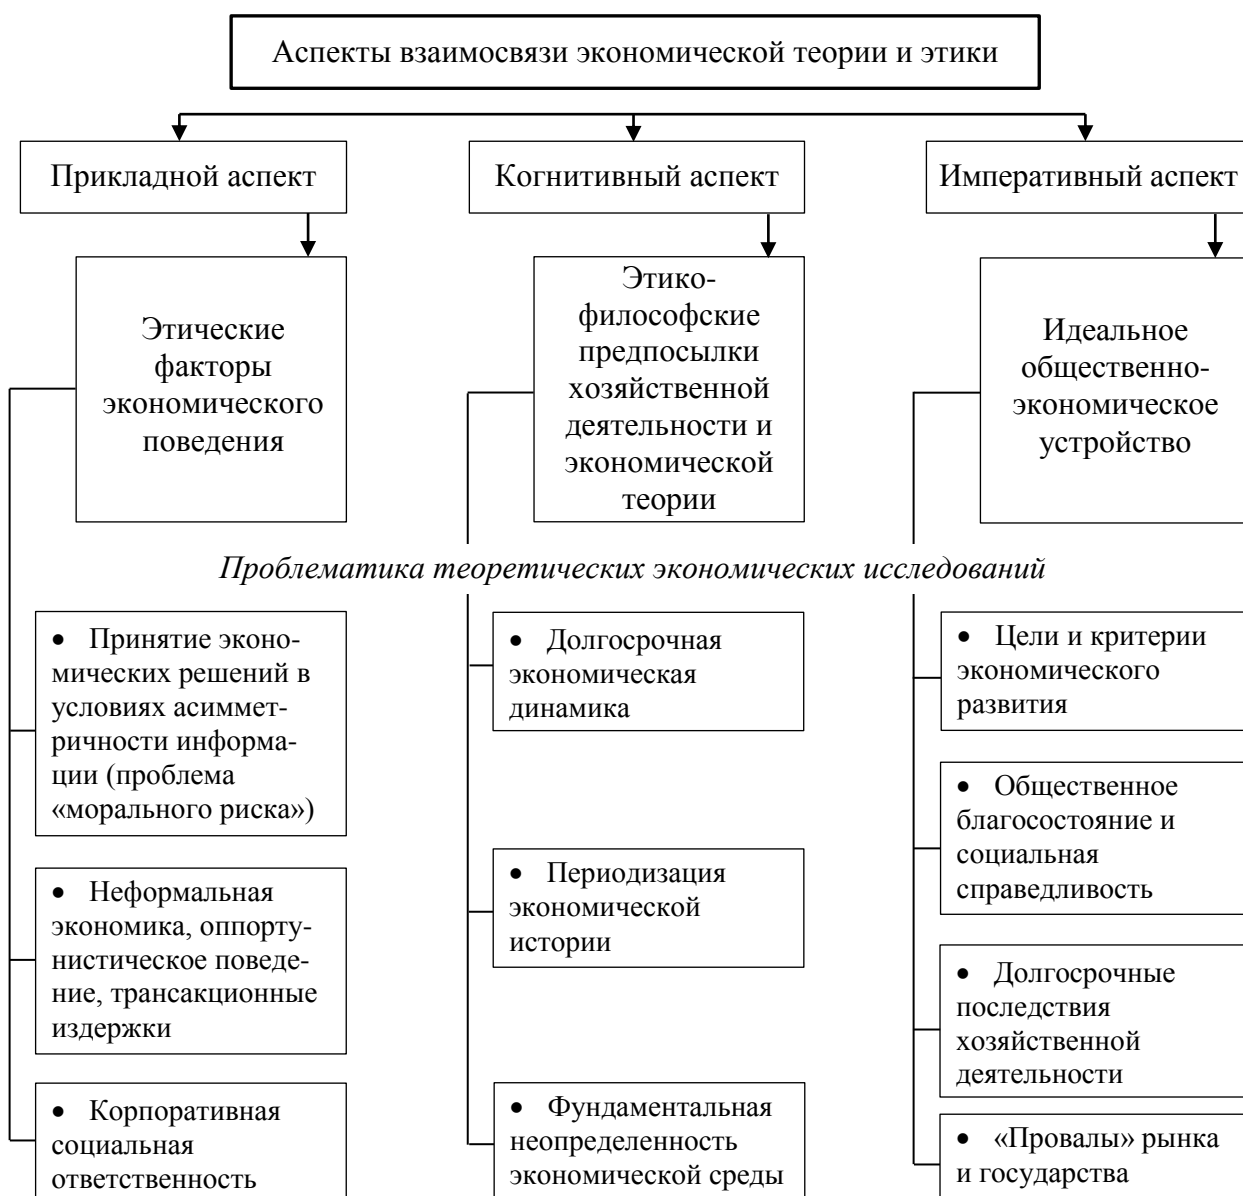 Аспекты взаимосвязи экономической теории и этики
Прикладной аспект
Когнитивный аспект
Императивный аспект
Этические
факторы
экономического
поведения
Этико-
философские
предпосылки
хозяйственной
деятельности и
экономической
теории
Идеальное
общественно-
экономическое
устройство
Проблематика теоретических экономических исследований
• Принятие эконо-
мических решений в
условиях асиммет-
ричности информа-
ции (проблема
«морального риска»)
• Неформальная
экономика, оппорту-
нистическое поведе-
ние, трансакционные
издержки
• Корпоративная
социальная
ответственность
• Долгосрочная
экономическая
динамика
• Периодизация
экономической
истории
• Фундаментальная
неопределенность
экономической среды
• Цели и критерии
экономического
развития
• Общественное
благосостояние и
социальная
справедливость
• Долгосрочные
последствия
хозяйственной
деятельности
• «Провалы» рынка
и государства